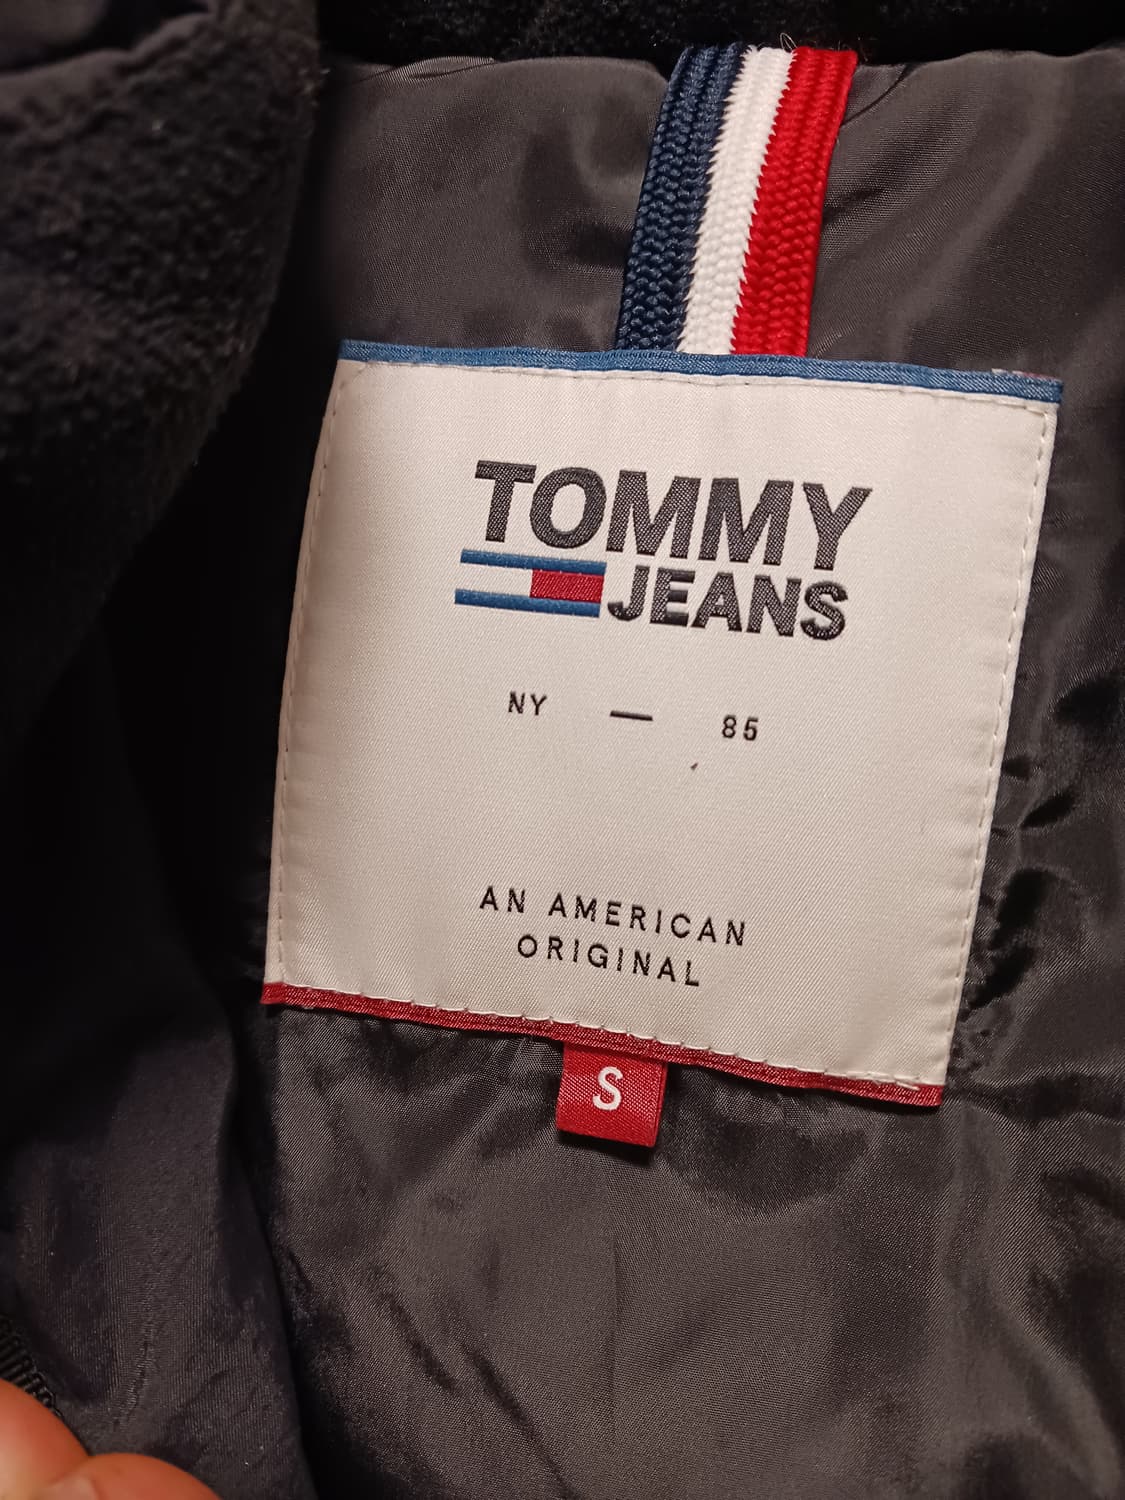 TOMMY
JEANS
NY — 85
AN AMERICAN
ORIGINAL
S